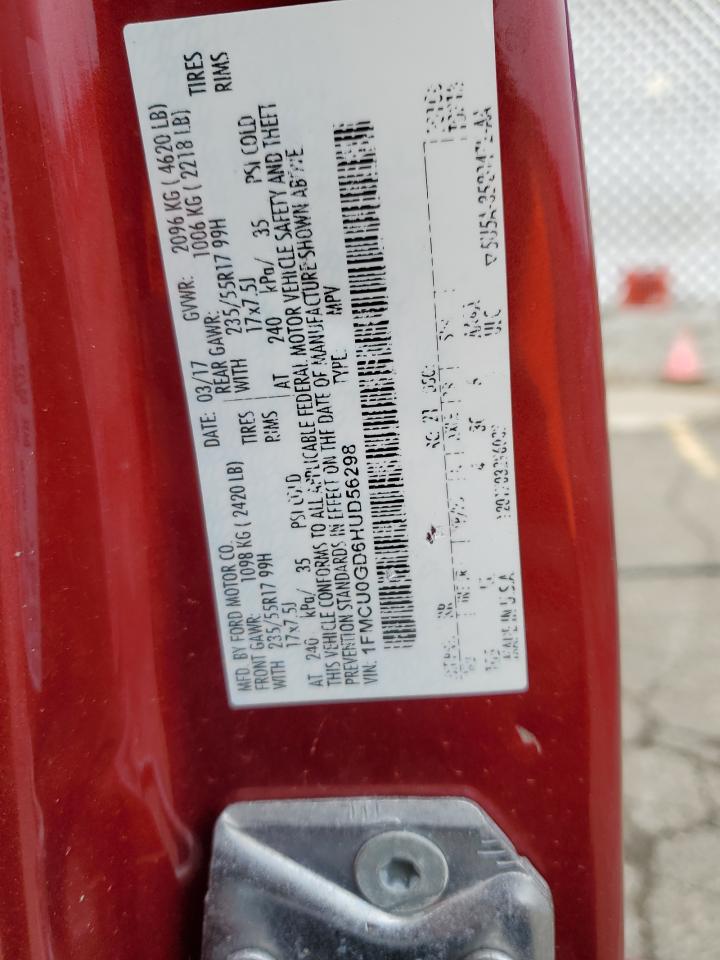 MFD. BY FORD MOTOR CO.
DATE: 03/17 GVWR: 2096 KG ( 4620 LB)
FRONT GAWR: 1098 KG ( 2420 LB) REAR GAWR: 1006 KG ( 2218 LB)
WITH 235/55R17 99H TIRES WITH 235/55R17 99H TIRES
17x7.5J RIMS 17x7.5J RIMS
AT 240 kPa/ 35 PSI COLD AT 240 kPa/ 35 PSI COLD
THIS VEHICLE CONFORMS TO ALL APPLICABLE FEDERAL MOTOR VEHICLE SAFETY AND THEFT
PREVENTION STANDARDS IN EFFECT ON THE DATE OF MANUFACTURE SHOWN ABOVE
VIN: 1FMCU0GD6HUD56298 TYPE: MPV
MADE IN U.S.A